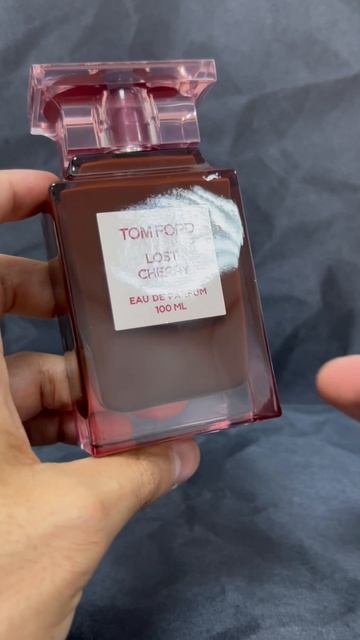 TOM FORD
LOST
CHERRY
EAU DE PARFUM
100 ML